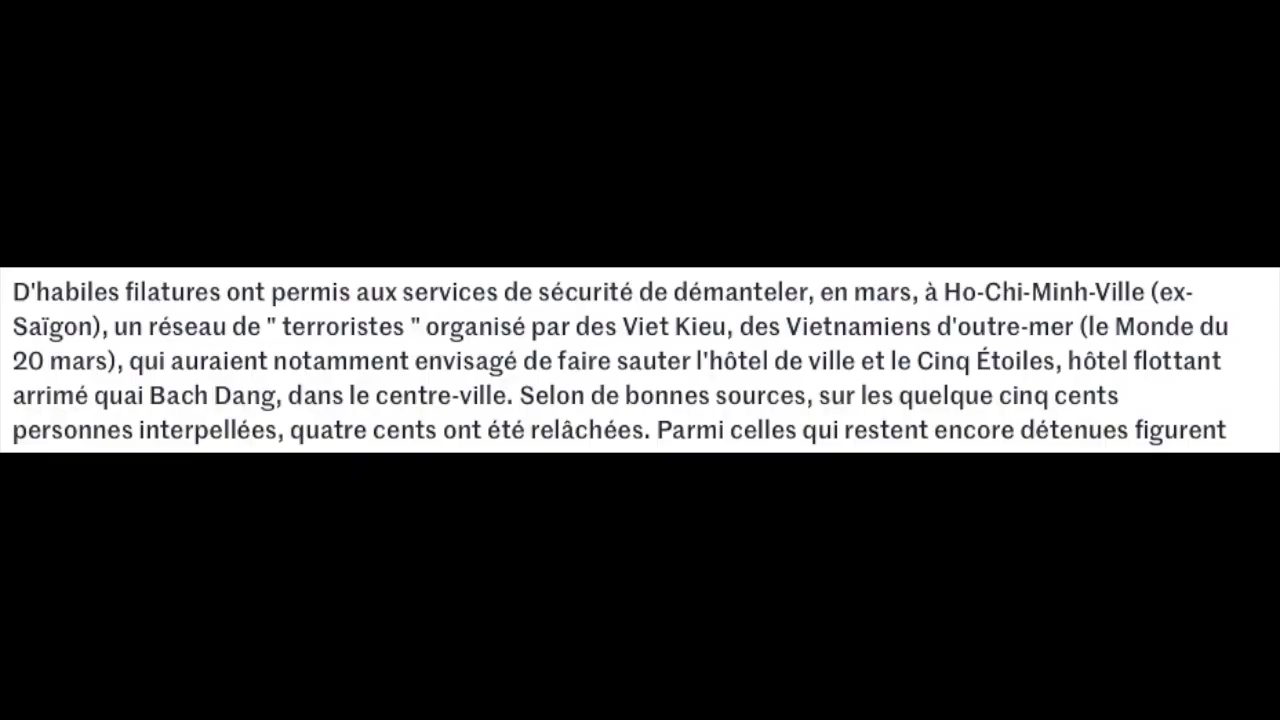 D'habiles filatures ont permis aux services de sécurité de démanteler, en mars, à Ho-Chi-Minh-Ville (ex-
Saïgon), un réseau de " terroristes " organisé par des Viet Kieu, des Vietnamiens d'outre-mer (le Monde du
20 mars), qui auraient notamment envisagé de faire sauter l'hôtel de ville et le Cinq Étoiles, hôtel flottant
arrimé quai Bach Dang, dans le centre-ville. Selon de bonnes sources, sur les quelque cinq cents
personnes interpellées, quatre cents ont été relâchées. Parmi celles qui restent encore détenues figurent